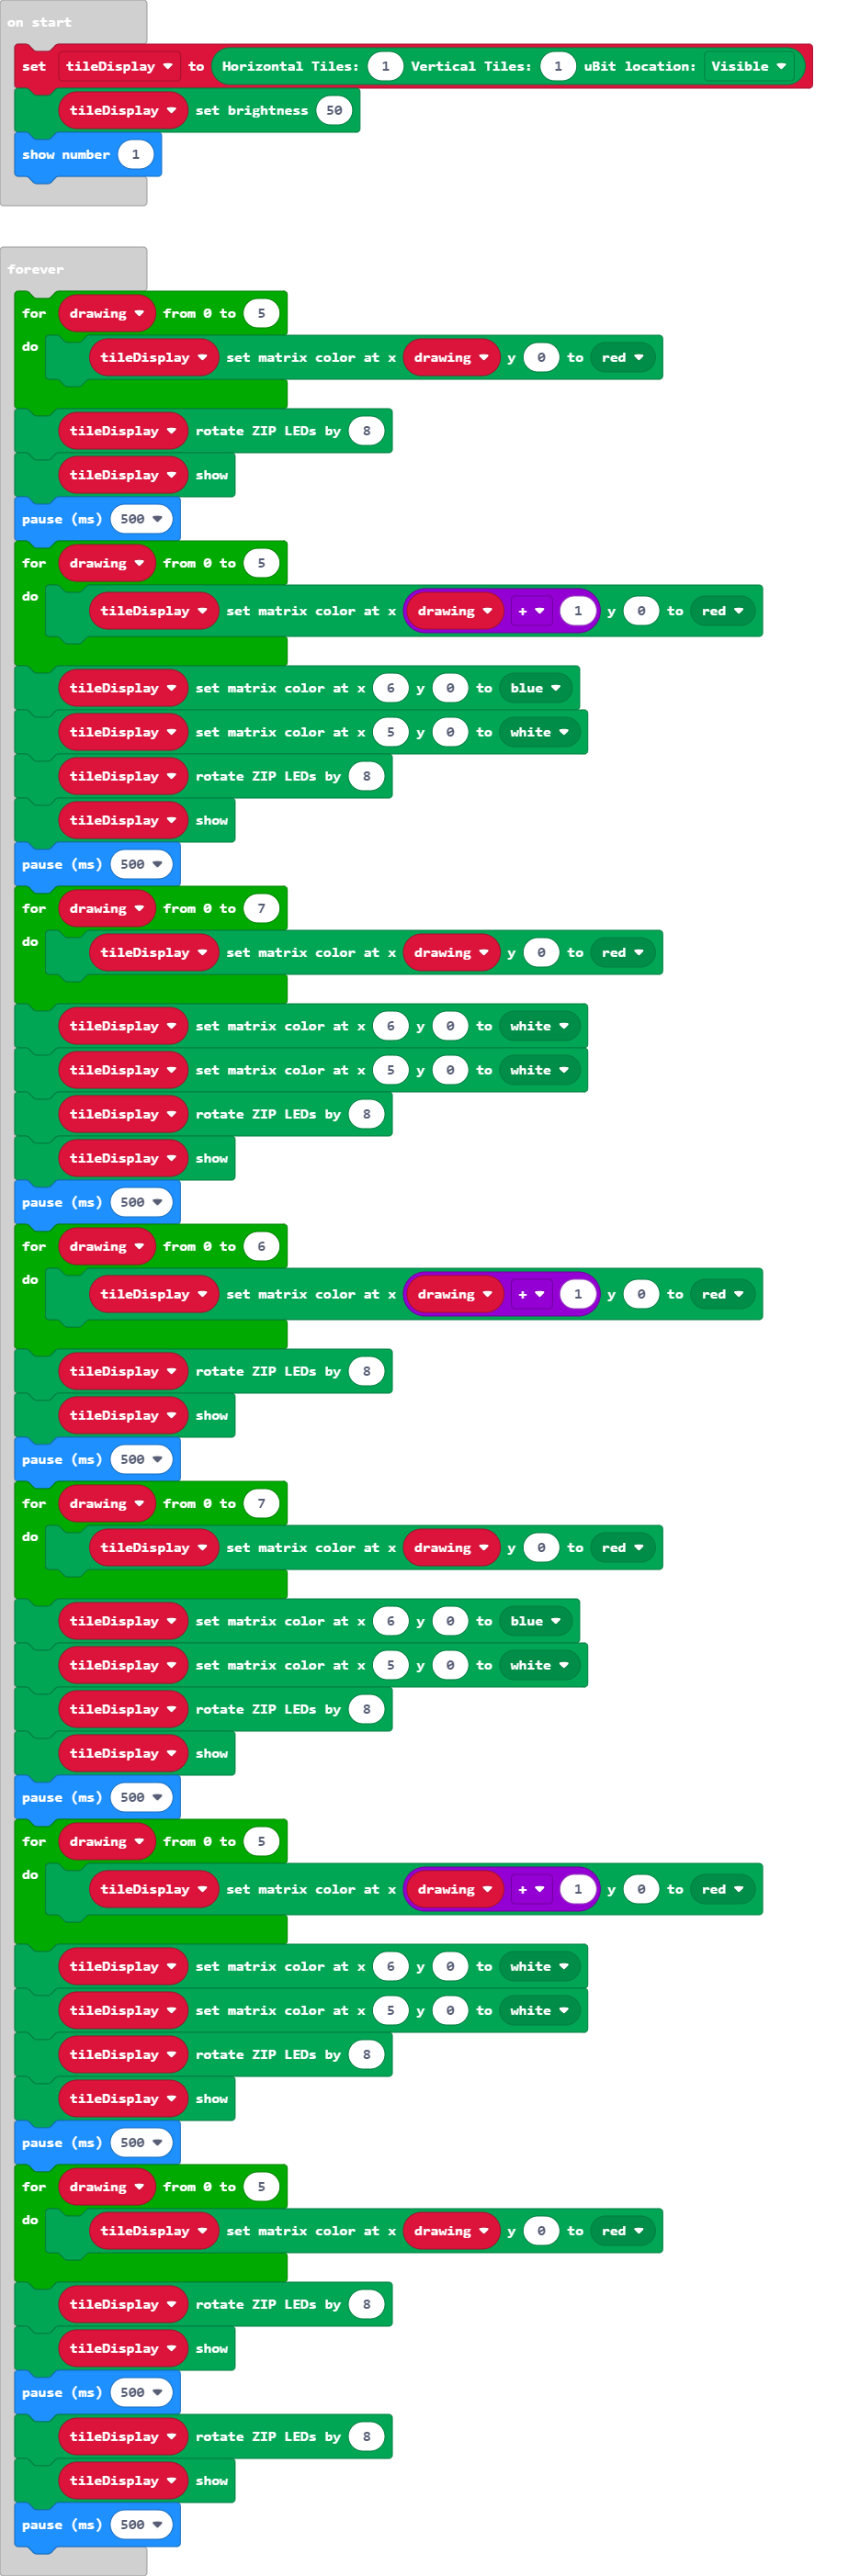 on start
set tileDisplay to Horizontal Tiles: 1 Vertical Tiles: 1 uBit location: Visible
tileDisplay set brightness 50
show number 1
forever
for drawing from 0 to 5
do tileDisplay set matrix color at x drawing y 0 to red
tileDisplay rotate ZIP LEDs by 8
tileDisplay show
pause (ms) 500
for drawing from 0 to 5
do tileDisplay set matrix color at x drawing + 1 y 0 to red
tileDisplay set matrix color at x 6 y 0 to blue
tileDisplay set matrix color at x 5 y 0 to white
tileDisplay rotate ZIP LEDs by 8
tileDisplay show
pause (ms) 500
for drawing from 0 to 7
do tileDisplay set matrix color at x drawing y 0 to red
tileDisplay set matrix color at x 6 y 0 to white
tileDisplay set matrix color at x 5 y 0 to white
tileDisplay rotate ZIP LEDs by 8
tileDisplay show
pause (ms) 500
for drawing from 0 to 6
do tileDisplay set matrix color at x drawing + 1 y 0 to red
tileDisplay rotate ZIP LEDs by 8
tileDisplay show
pause (ms) 500
for drawing from 0 to 7
do tileDisplay set matrix color at x drawing y 0 to red
tileDisplay set matrix color at x 6 y 0 to blue
tileDisplay set matrix color at x 5 y 0 to white
tileDisplay rotate ZIP LEDs by 8
tileDisplay show
pause (ms) 500
for drawing from 0 to 5
do tileDisplay set matrix color at x drawing + 1 y 0 to red
tileDisplay set matrix color at x 6 y 0 to white
tileDisplay set matrix color at x 5 y 0 to white
tileDisplay rotate ZIP LEDs by 8
tileDisplay show
pause (ms) 500
for drawing from 0 to 5
do tileDisplay set matrix color at x drawing y 0 to red
tileDisplay rotate ZIP LEDs by 8
tileDisplay show
pause (ms) 500
tileDisplay rotate ZIP LEDs by 8
tileDisplay show
pause (ms) 500